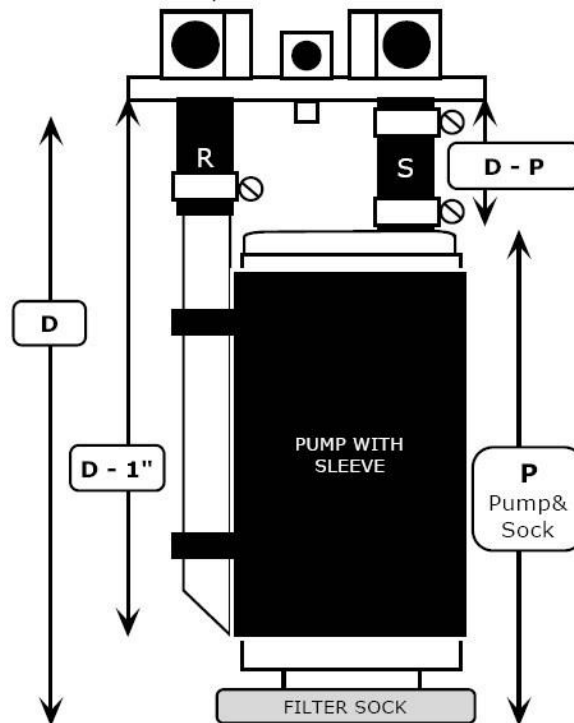 R
S
D - P
D
PUMP WITH
SLEEVE
D - 1"
P
Pump&
Sock
FILTER SOCK